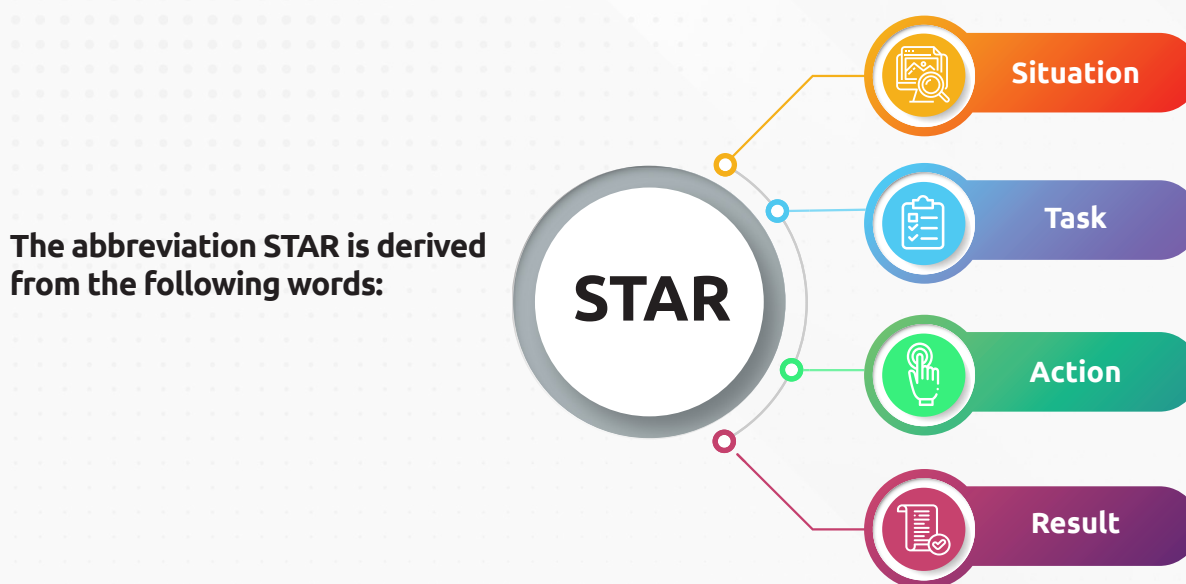 The abbreviation STAR is derived
from the following words:
STAR
Situation
Task
Action
Result